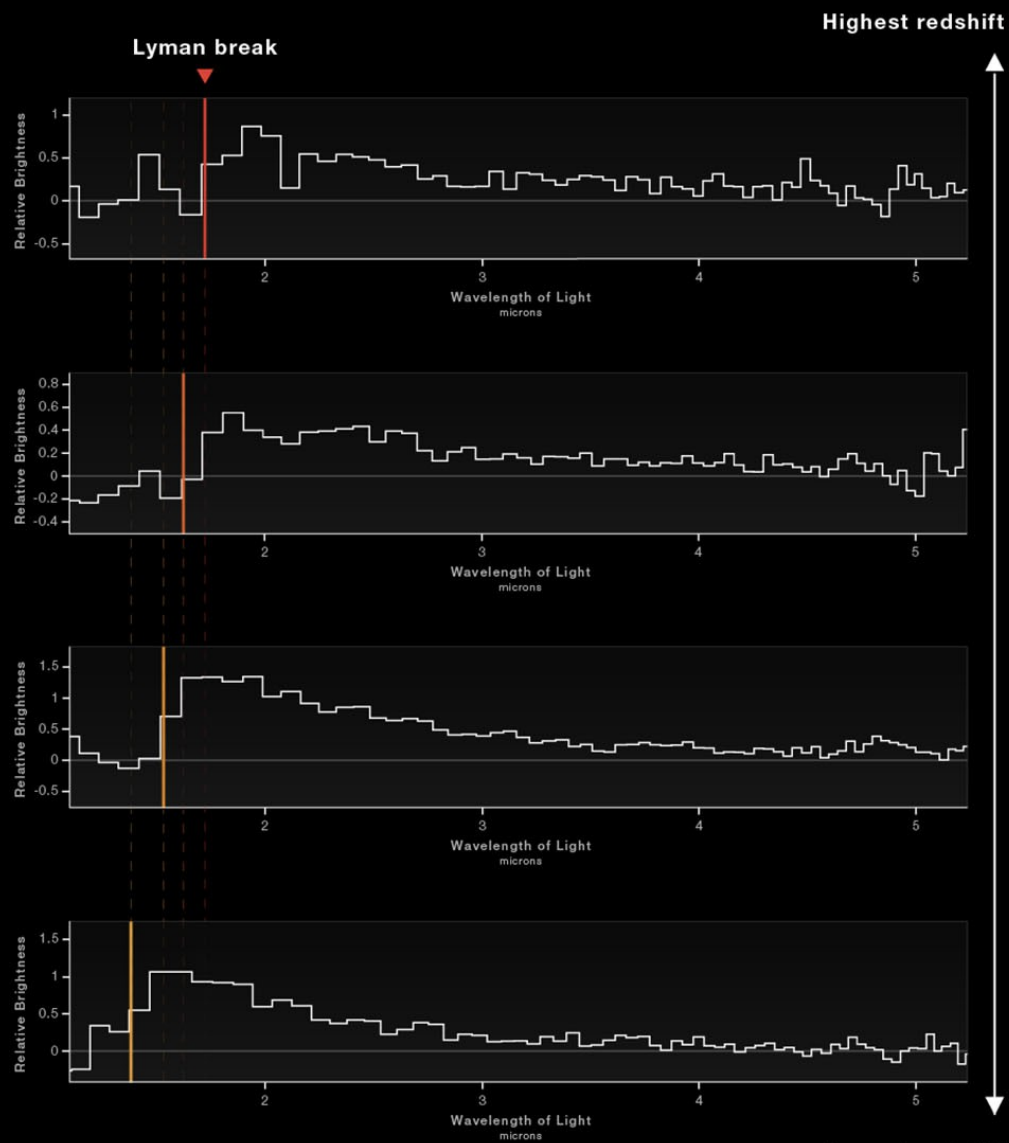 Highest redshift
Lyman break
Relative Brightness
1
0.5
0
-0.5
2 3 4 5
Wavelength of Light
microns
Relative Brightness
0.8
0.6
0.4
0.2
0
-0.2
-0.4
2 3 4 5
Wavelength of Light
microns
Relative Brightness
1.5
1
0.5
0
-0.5
2 3 4 5
Wavelength of Light
microns
Relative Brightness
1.5
1
0.5
0
2 3 4 5
Wavelength of Light
microns